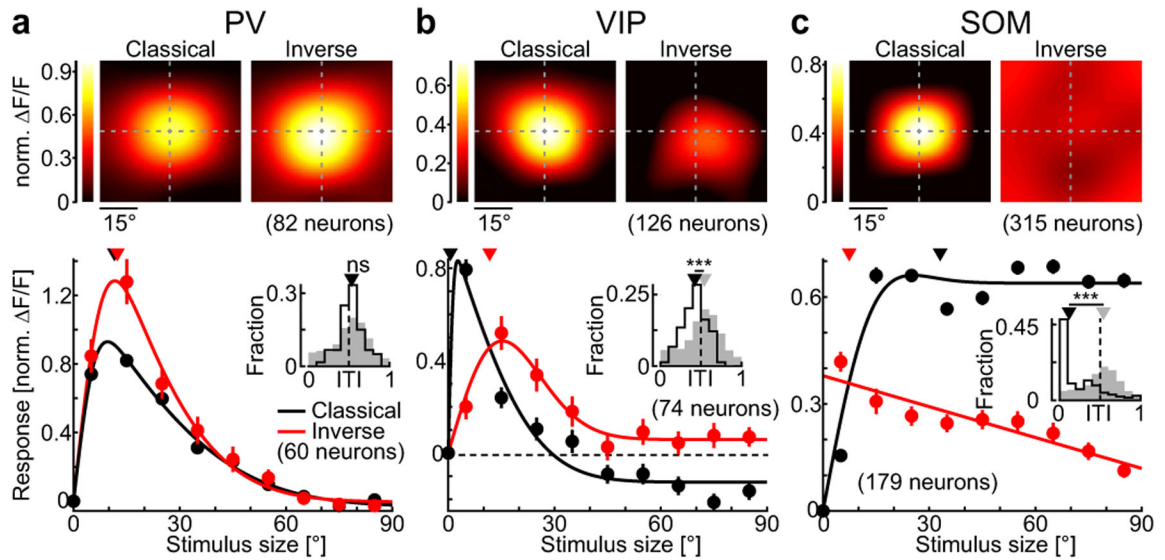 a PV
Classical Inverse
norm. ΔF/F
0.9
0.6
0.3
0
15°
(82 neurons)
Response [norm. ΔF/F]
1.2
0.8
0.4
0
0 30 60 90
Stimulus size [°]
ns
Fraction
0.3
0
0 ITI 1
Classical
Inverse
(60 neurons)
b VIP
Classical Inverse
0.6
0.4
0.2
0
15°
(126 neurons)
0.8
0.4
0
0 30 60 90
Stimulus size [°]
***
Fraction
0.25
0
0 ITI 1
(74 neurons)
c SOM
Classical Inverse
0.8
0.4
0
15°
(315 neurons)
0.6
0.3
0
0 30 60 90
Stimulus size [°]
***
Fraction
0.45
0
0 ITI 1
(179 neurons)